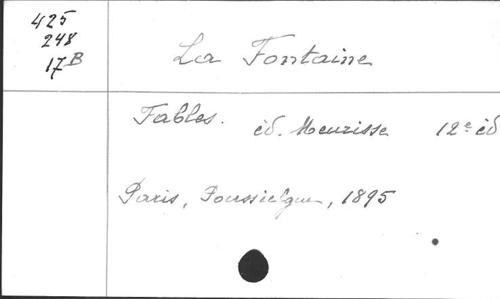 425
248
17B
La Fontaine
Fables. éd. Meurisse 12e éd
Paris, Poussielgue, 1895